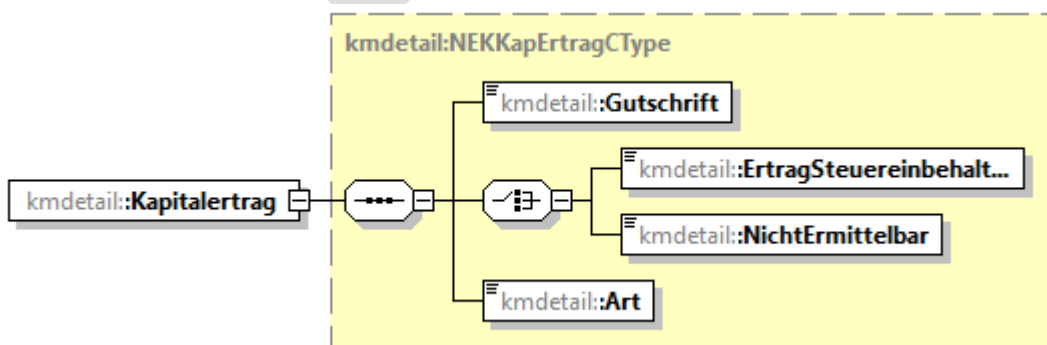 kmdetail:NEKKapErtragCType
kmdetail::Gutschrift
kmdetail::ErtragSteuereinbehalt...
kmdetail::Kapitalertrag
kmdetail::NichtErmittelbar
kmdetail::Art